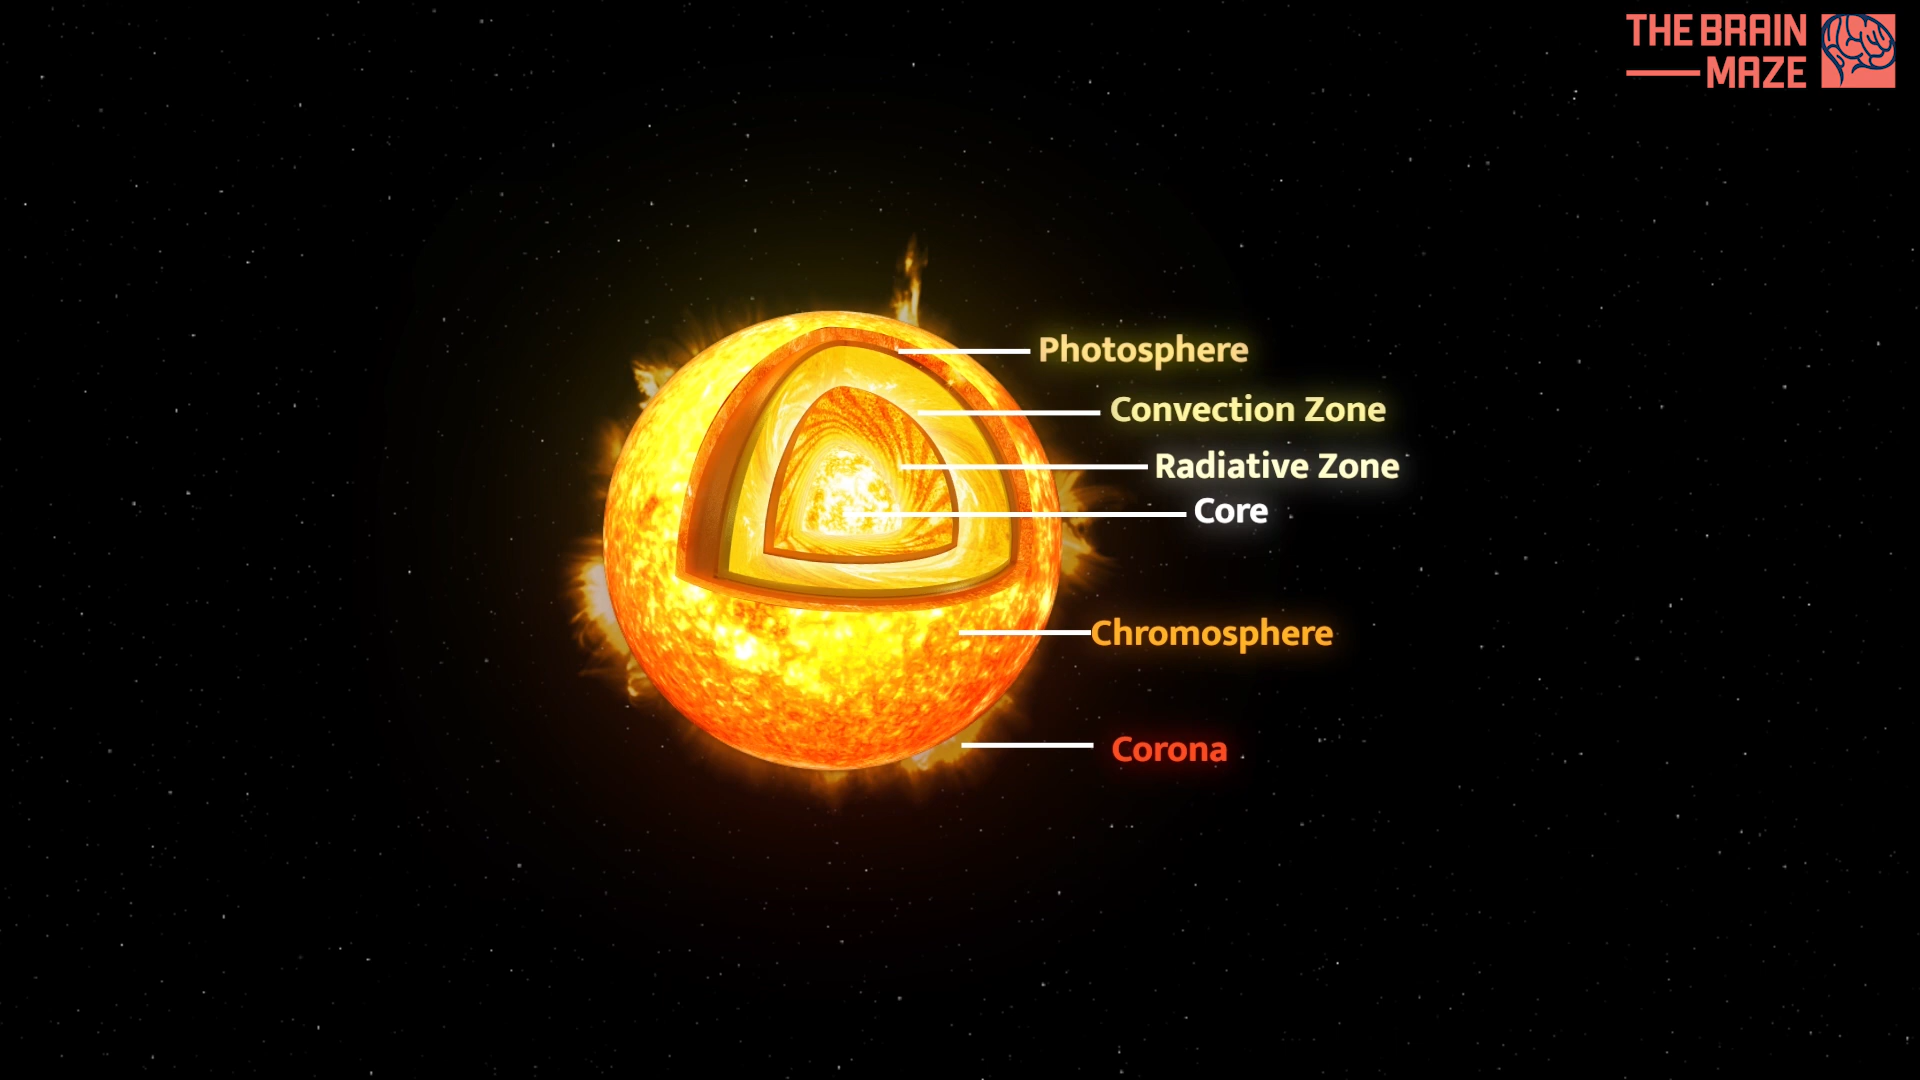 THE BRAIN
MAZE
Photosphere
Convection Zone
Radiative Zone
Core
Chromosphere
Corona